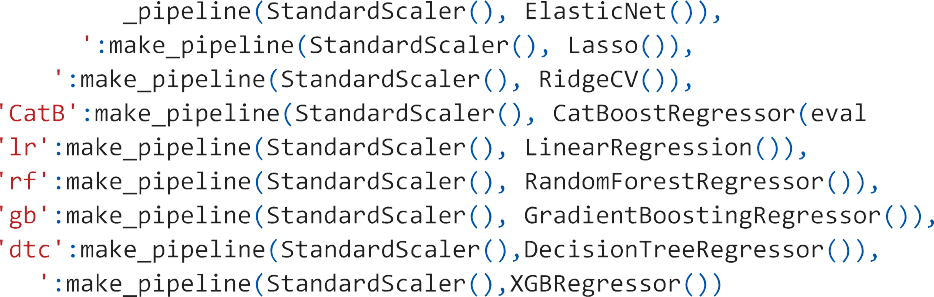 _pipeline(StandardScaler(), ElasticNet()),
':make_pipeline(StandardScaler(), Lasso()),
':make_pipeline(StandardScaler(), RidgeCV()),
'CatB':make_pipeline(StandardScaler(), CatBoostRegressor(eval
'lr':make_pipeline(StandardScaler(), LinearRegression()),
'rf':make_pipeline(StandardScaler(), RandomForestRegressor()),
'gb':make_pipeline(StandardScaler(), GradientBoostingRegressor()),
'dtc':make_pipeline(StandardScaler(),DecisionTreeRegressor()),
':make_pipeline(StandardScaler(),XGBRegressor())